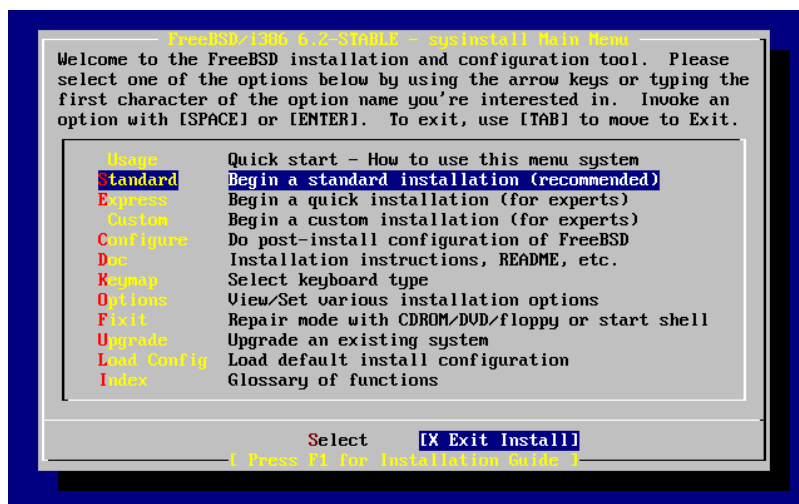 FreeBSD/i386 6.2-STABLE - sysinstall Main Menu
Welcome to the FreeBSD installation and configuration tool.  Please
select one of the options below by using the arrow keys or typing the
first character of the option name you're interested in.  Invoke an
option with [SPACE] or [ENTER].  To exit, use [TAB] to move to Exit.
Usage Quick start - How to use this menu system
Standard Begin a standard installation (recommended)
Express Begin a quick installation (for experts)
Custom Begin a custom installation (for experts)
Configure Do post-install configuration of FreeBSD
Doc Installation instructions, README, etc.
Keymap Select keyboard type
Options View/Set various installation options
Fixit Repair mode with CDROM/DVD/floppy or start shell
Upgrade Upgrade an existing system
Load Config Load default install configuration
Index Glossary of functions
Select [X Exit Install]
[ Press F1 for Installation Guide ]